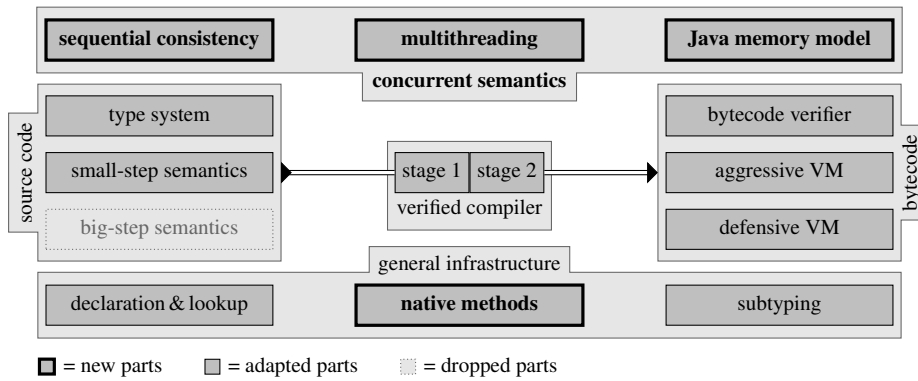 sequential consistency
multithreading
Java memory model
concurrent semantics
source code
type system
small-step semantics
big-step semantics
stage 1
stage 2
verified compiler
bytecode verifier
aggressive VM
defensive VM
bytecode
general infrastructure
declaration & lookup
native methods
subtyping
= new parts
= adapted parts
= dropped parts